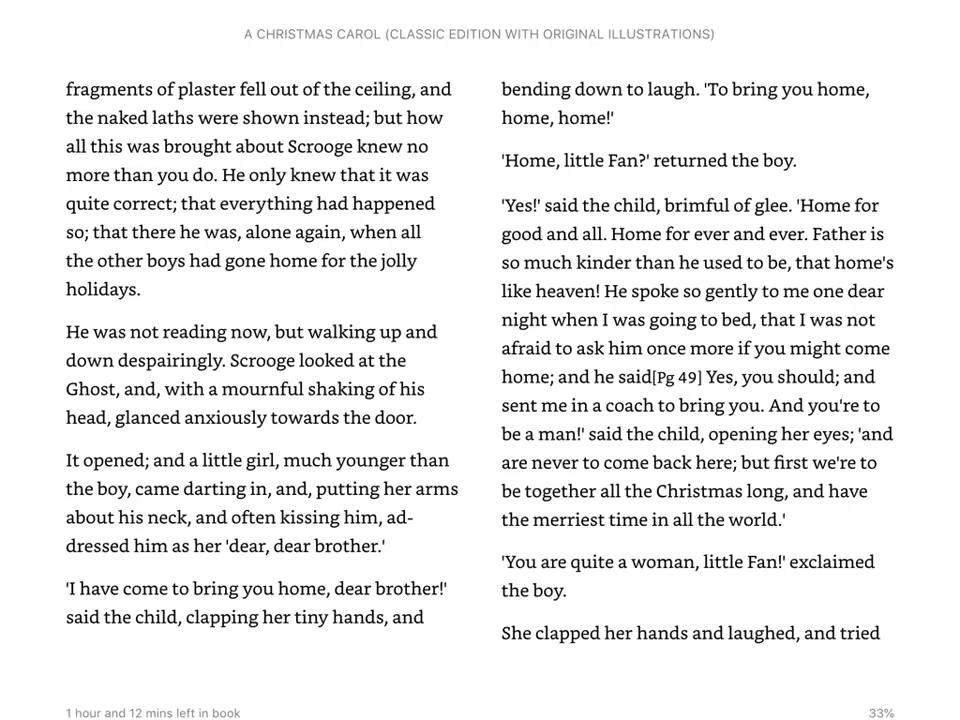 A CHRISTMAS CAROL (CLASSIC EDITION WITH ORIGINAL ILLUSTRATIONS)
fragments of plaster fell out of the ceiling, and
the naked laths were shown instead; but how
all this was brought about Scrooge knew no
more than you do. He only knew that it was
quite correct; that everything had happened
so; that there he was, alone again, when all
the other boys had gone home for the jolly
holidays.
He was not reading now, but walking up and
down despairingly. Scrooge looked at the
Ghost, and, with a mournful shaking of his
head, glanced anxiously towards the door.
It opened; and a little girl, much younger than
the boy, came darting in, and, putting her arms
about his neck, and often kissing him, ad-
dressed him as her 'dear, dear brother.'
'I have come to bring you home, dear brother!'
said the child, clapping her tiny hands, and
bending down to laugh. 'To bring you home,
home, home!'
'Home, little Fan?' returned the boy.
'Yes!' said the child, brimful of glee. 'Home for
good and all. Home for ever and ever. Father is
so much kinder than he used to be, that home's
like heaven! He spoke so gently to me one dear
night when I was going to bed, that I was not
afraid to ask him once more if you might come
home; and he said[Pg 49] Yes, you should; and
sent me in a coach to bring you. And you're to
be a man!' said the child, opening her eyes; 'and
are never to come back here; but first we're to
be together all the Christmas long, and have
the merriest time in all the world.'
'You are quite a woman, little Fan!' exclaimed
the boy.
She clapped her hands and laughed, and tried
1 hour and 12 mins left in book
33%